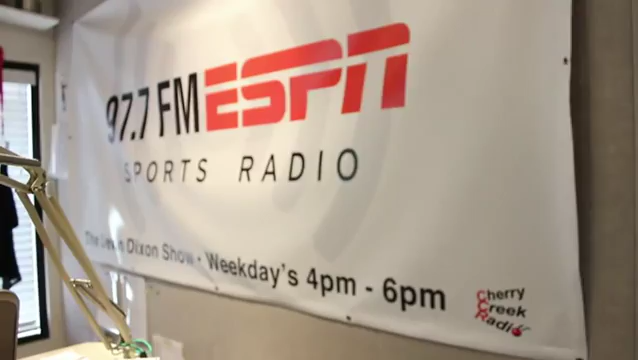 97.7 FM ESPN
SPORTS RADIO
The Dixon Show · Weekday's 4pm - 6pm
Cherry
Creek
Radio